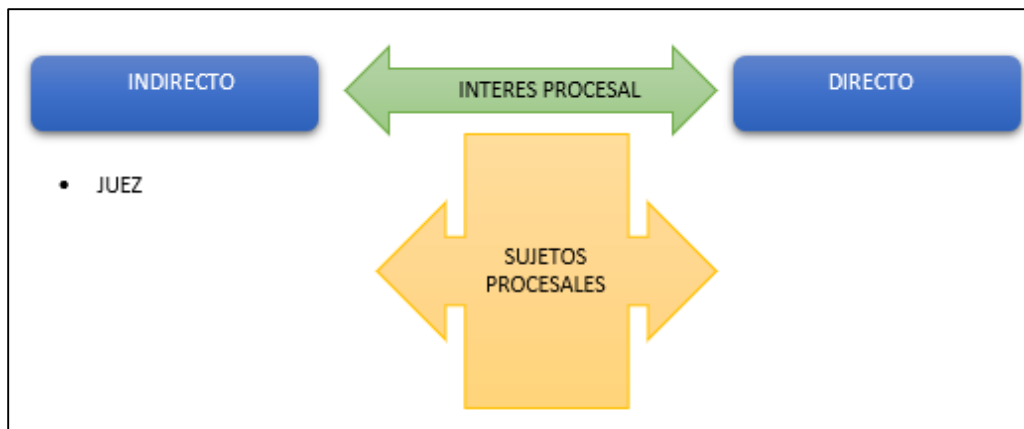 INDIRECTO
INTERES PROCESAL
DIRECTO
• JUEZ
SUJETOS
PROCESALES